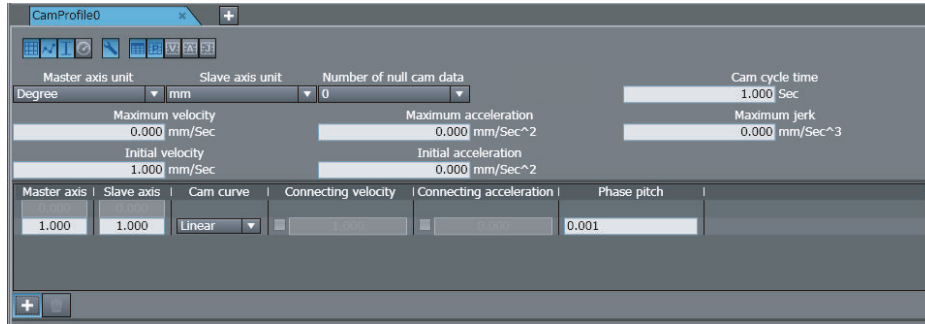 CamProfile0 × +
P V A J
Master axis unit Slave axis unit Number of null cam data Cam cycle time
Degree mm 0 1.000 Sec
Maximum velocity Maximum acceleration Maximum jerk
0.000 mm/Sec 0.000 mm/Sec^2 0.000 mm/Sec^3
Initial velocity Initial acceleration
1.000 mm/Sec 0.000 mm/Sec^2
Master axis Slave axis Cam curve Connecting velocity Connecting acceleration Phase pitch
0.000 0.000
1.000 1.000 Linear 1.000 0.000 0.001
+